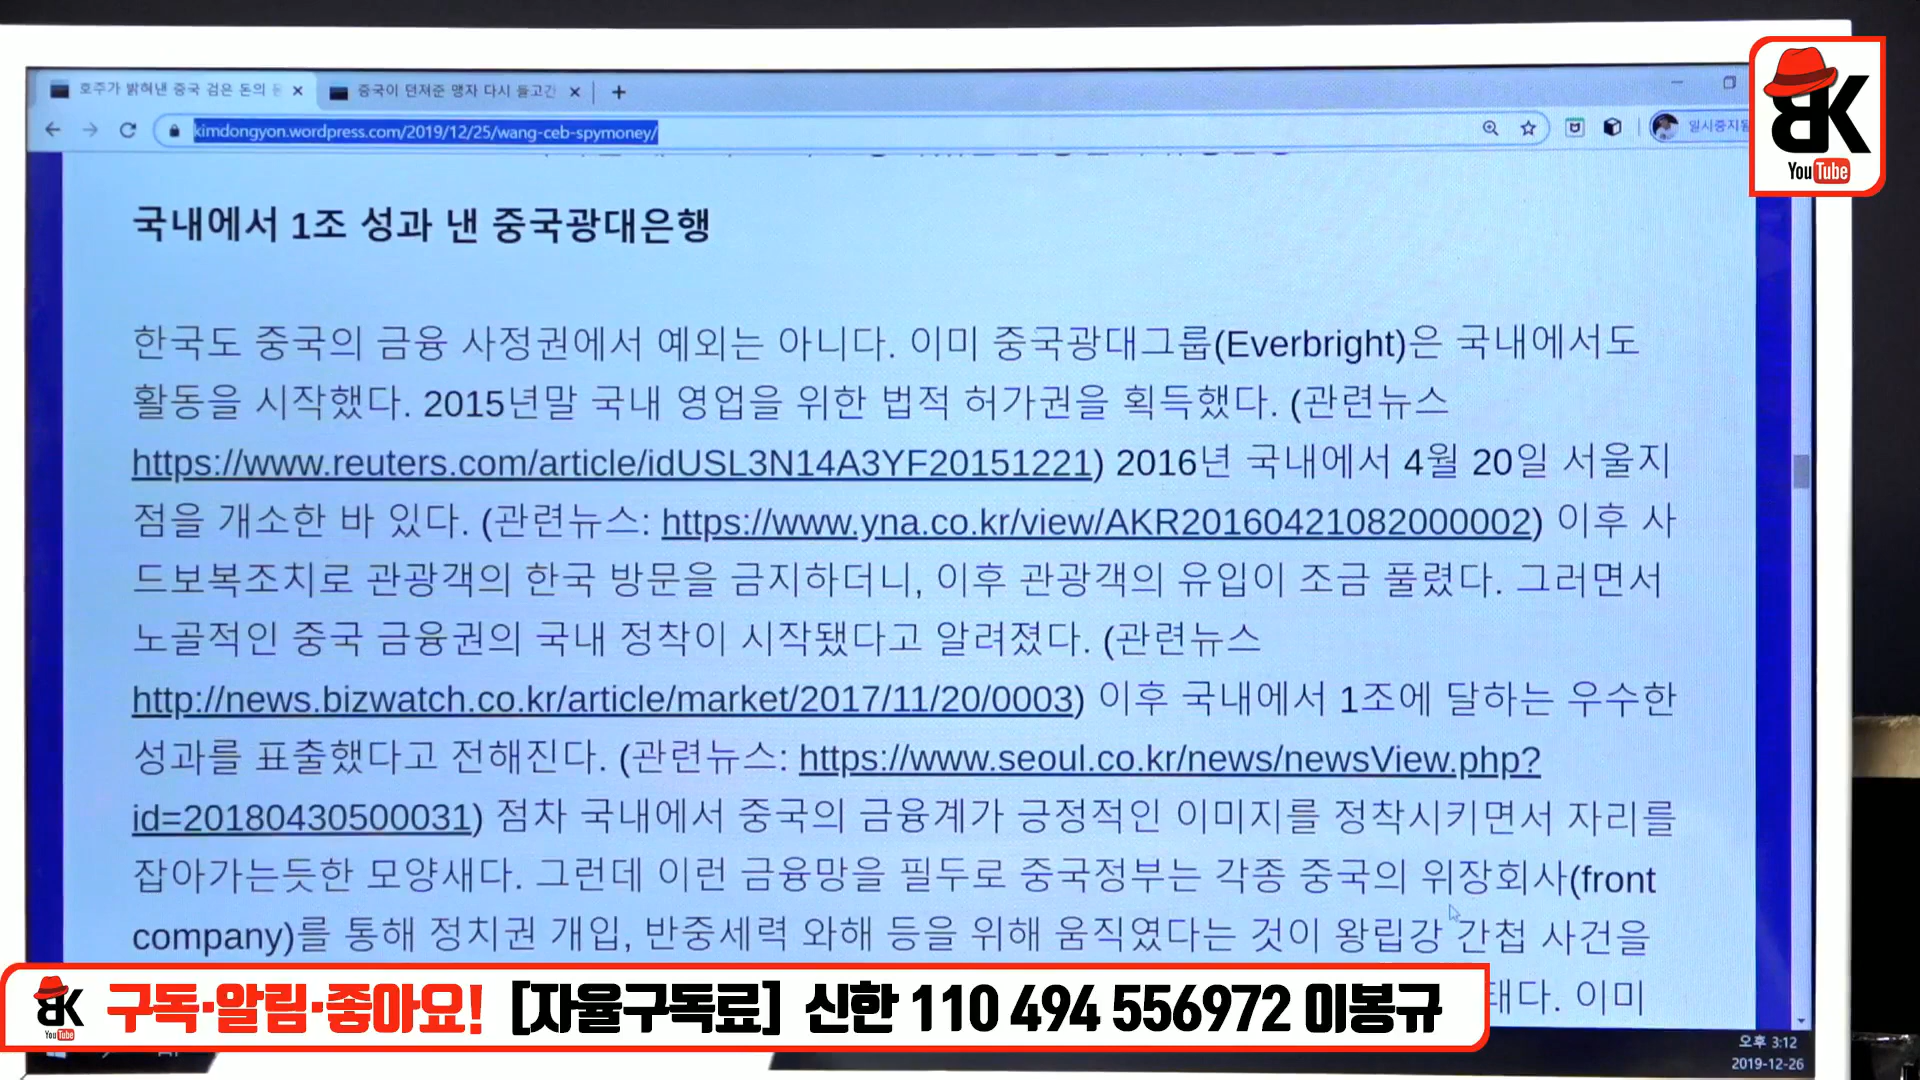 호주가 밝혀낸 중국 검은 돈의
중국이 던져준 맹자 다시 들고간
kimdongyon.wordpress.com/2019/12/25/wang-ceb-spymoney/
일시중지됨
BK
YouTube
국내에서 1조 성과 낸 중국광대은행
한국도 중국의 금융 사정권에서 예외는 아니다. 이미 중국광대그룹(Everbright)은 국내에서도
활동을 시작했다. 2015년말 국내 영업을 위한 법적 허가권을 획득했다. (관련뉴스
https://www.reuters.com/article/idUSL3N14A3YF20151221) 2016년 국내에서 4월 20일 서울지
점을 개소한 바 있다. (관련뉴스: https://www.yna.co.kr/view/AKR20160421082000002) 이후 사
드보복조치로 관광객의 한국 방문을 금지하더니, 이후 관광객의 유입이 조금 풀렸다. 그러면서
노골적인 중국 금융권의 국내 정착이 시작됐다고 알려졌다. (관련뉴스
http://news.bizwatch.co.kr/article/market/2017/11/20/0003) 이후 국내에서 1조에 달하는 우수한
성과를 표출했다고 전해진다. (관련뉴스: https://www.seoul.co.kr/news/newsView.php?
id=20180430500031) 점차 국내에서 중국의 금융계가 긍정적인 이미지를 정착시키면서 자리를
잡아가는듯한 모양새다. 그런데 이런 금융망을 필두로 중국정부는 각종 중국의 위장회사(front
company)를 통해 정치권 개입, 반중세력 와해 등을 위해 움직였다는 것이 왕립강 간첩 사건을
태다. 이미
BK
YouTube
구독·알림·좋아요! [자율구독료] 신한 110 494 556972 이봉규
오후 3:12
2019-12-26